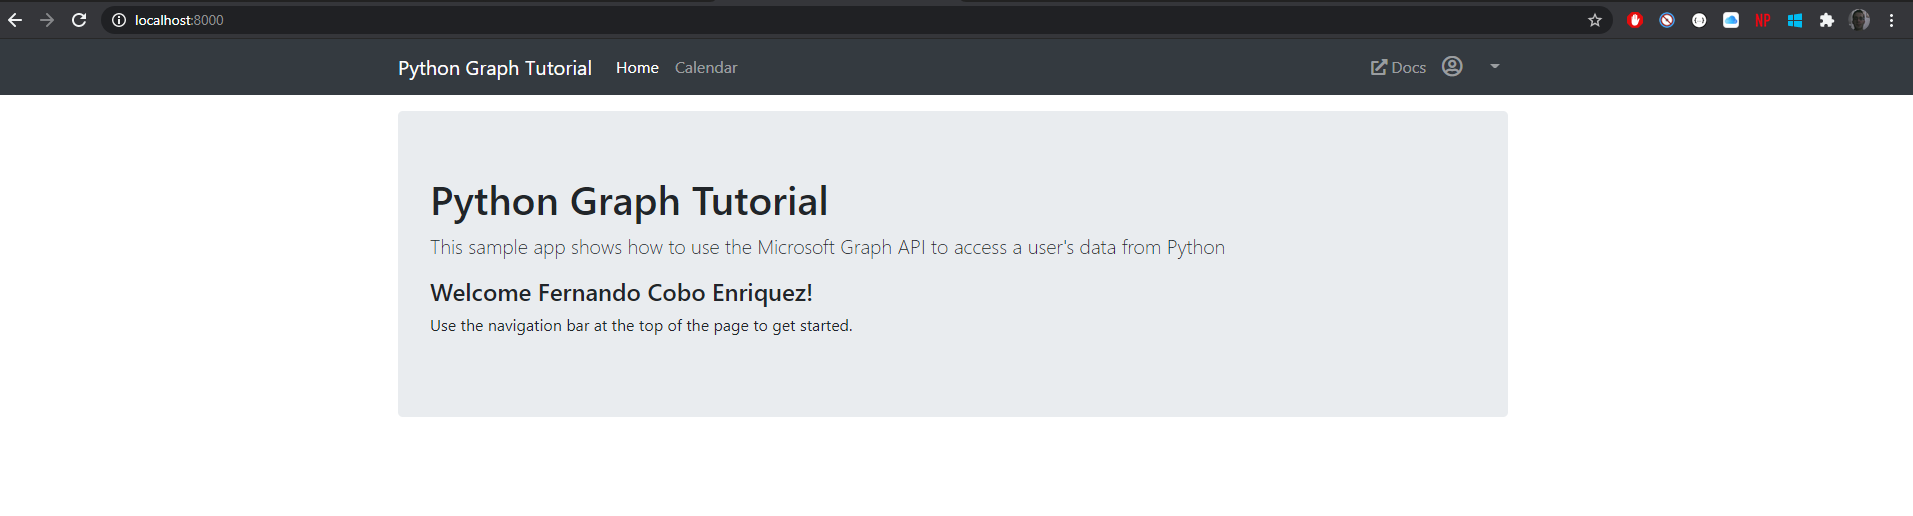 localhost:8000
NP
Python Graph Tutorial Home Calendar Docs
Python Graph Tutorial
This sample app shows how to use the Microsoft Graph API to access a user's data from Python
Welcome Fernando Cobo Enriquez!
Use the navigation bar at the top of the page to get started.